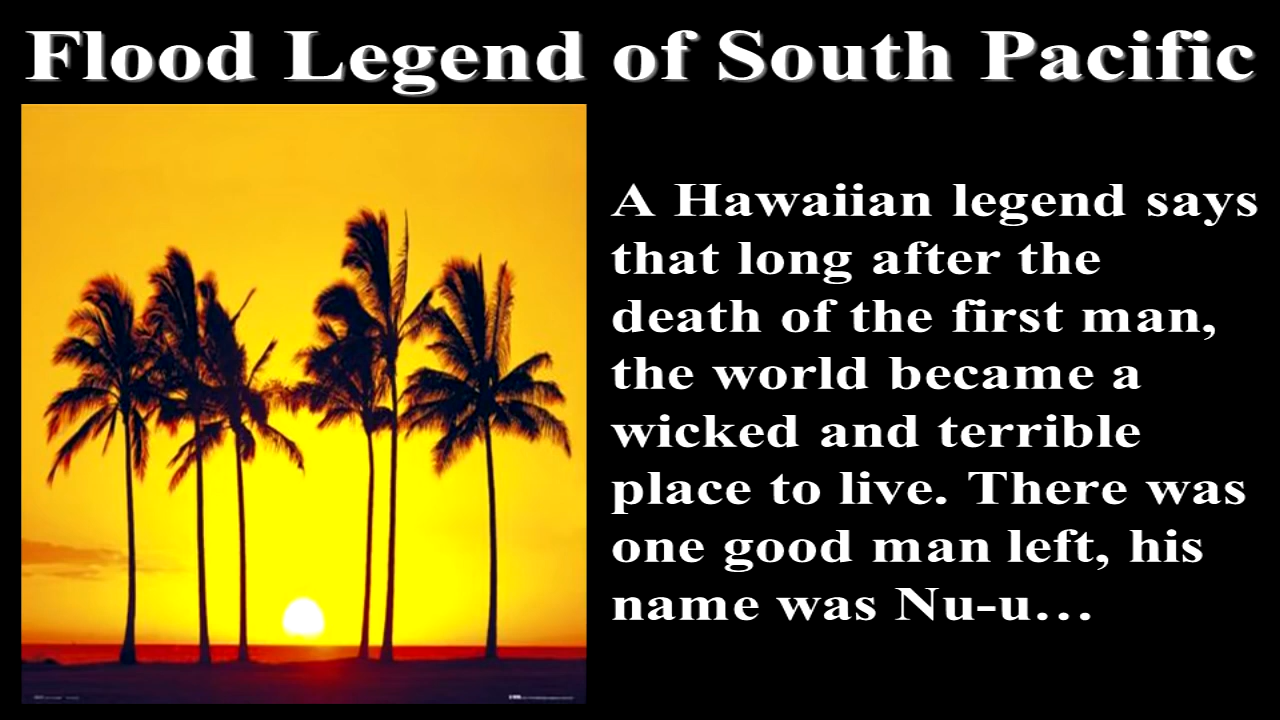 Flood Legend of South Pacific
A Hawaiian legend says
that long after the
death of the first man,
the world became a
wicked and terrible
place to live. There was
one good man left, his
name was Nu-u…